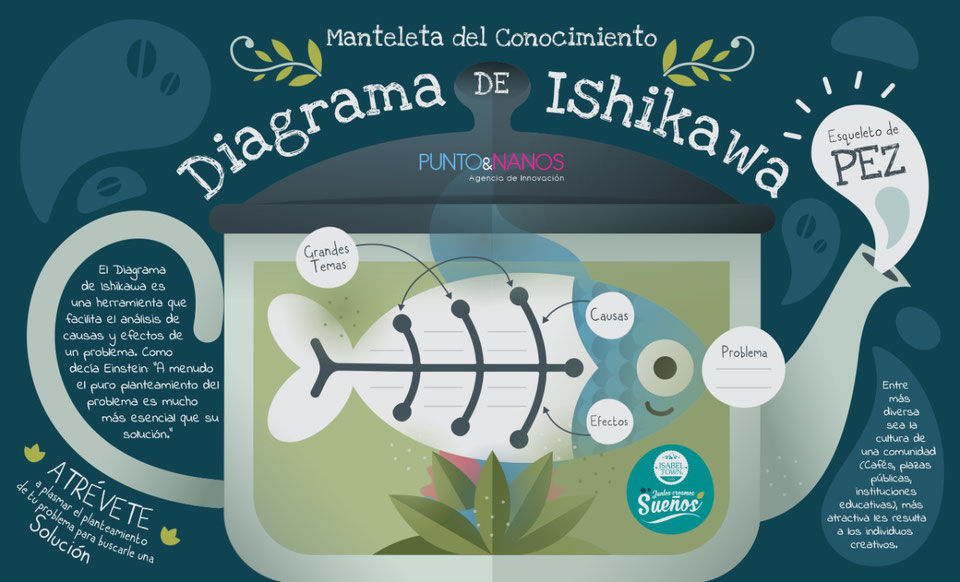 Manteleta del Conocimiento
Diagrama DE IShikawa
PUNTO&NANOS
Agencia de Innovación
Esqueleto de
PEZ
Grandes
Temas
El Diagrama
de Ishikawa es
una herramienta que
facilita el análisis de
causas y efectos de
un problema. Como
decía Einstein: "A menudo
el puro planteamiento del
problema es mucho
más esencial que su
solución."
Causas
Problema
Efectos
ATRÉVETE
a plasmar el planteamiento
de tu problema para buscarle una
Solución
ISABEL
TOWN
Juntos creamos
Sueños
Entre
más
diversa
sea la
cultura de
una comunidad
(Cafés, plazas
públicas,
instituciones
educativas), más
atractiva les resulta
a los individuos
creativos.